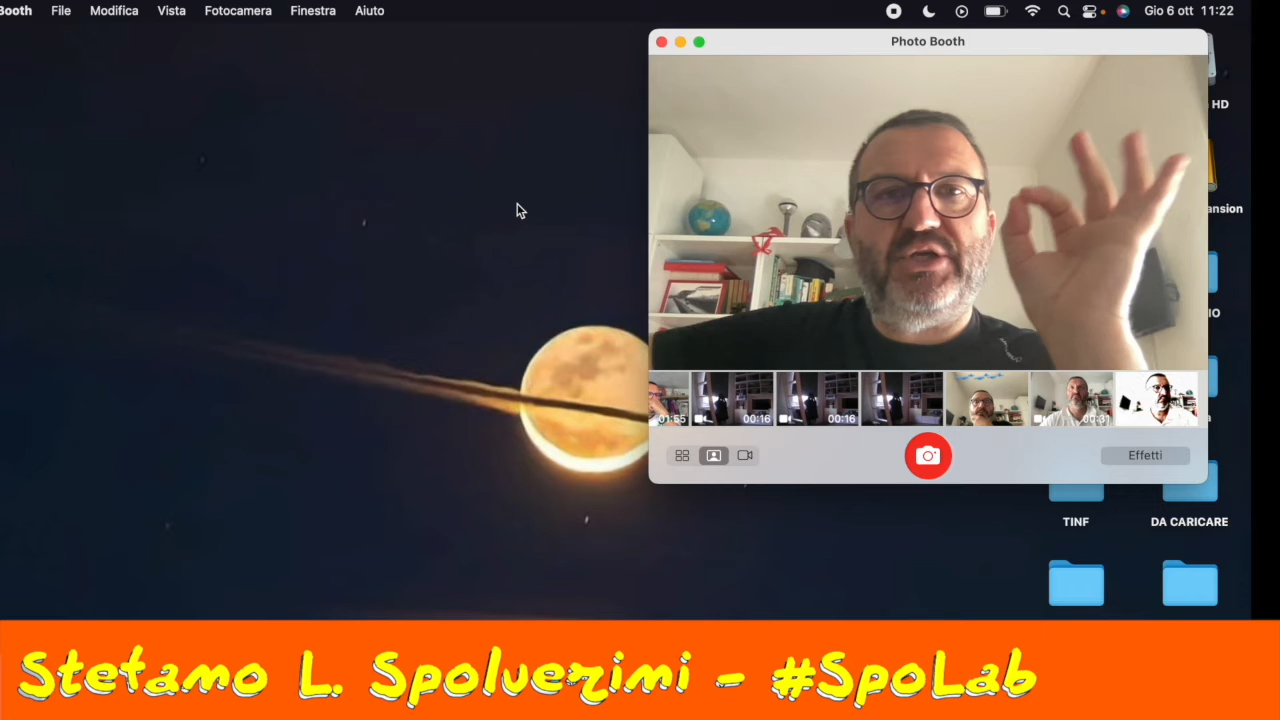 Booth File Modifica Vista Fotocamera Finestra Aiuto Gio 6 ott 11:22
Photo Booth
HD
ansion
IO
01:55 00:16 00:16 00:31
Effetti
TINF DA CARICARE
Stefano L. Spolverini - #SpoLab